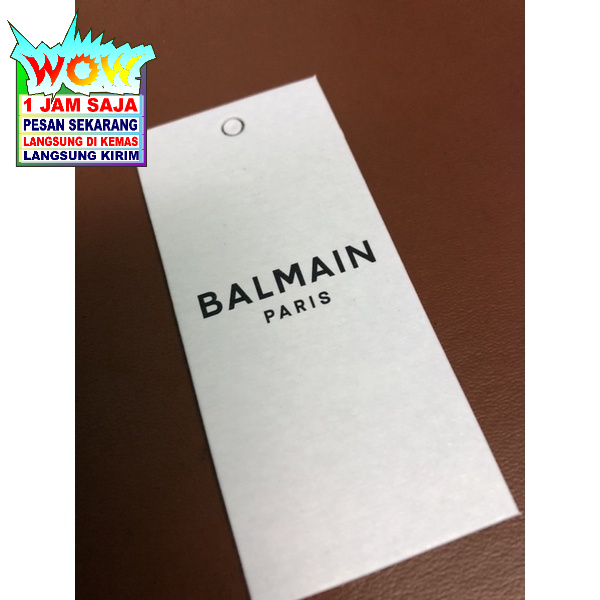 WOW
1 JAM SAJA
PESAN SEKARANG
LANGSUNG DI KEMAS
LANGSUNG KIRIM
BALMAIN
PARIS